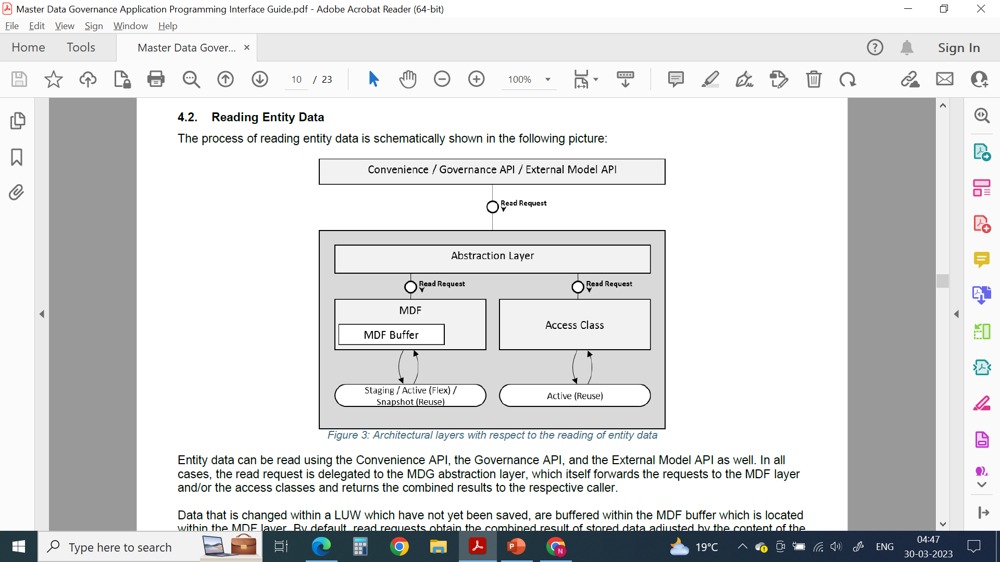 Master Data Governance Application Programming Interface Guide.pdf - Adobe Acrobat Reader (64-bit)
File Edit View Sign Window Help
Home Tools Master Data Gover... × Sign In
10 / 23 100%
4.2. Reading Entity Data
The process of reading entity data is schematically shown in the following picture:
Convenience / Governance API / External Model API
Read Request
Abstraction Layer
Read Request Read Request
MDF
MDF Buffer
Access Class
Staging / Active (Flex) /
Snapshot (Reuse)
Active (Reuse)
Figure 3: Architectural layers with respect to the reading of entity data
Entity data can be read using the Convenience API, the Governance API, and the External Model API as well. In all
cases, the read request is delegated to the MDG abstraction layer, which itself forwards the requests to the MDF layer
and/or the access classes and returns the combined results to the respective caller.
Data that is changed within a LUW which have not yet been saved, are buffered within the MDF buffer which is located
within the MDF layer. By default, read requests obtain the combined result of stored data adjusted by the content of the
Type here to search
19°C
ENG
04:47
30-03-2023